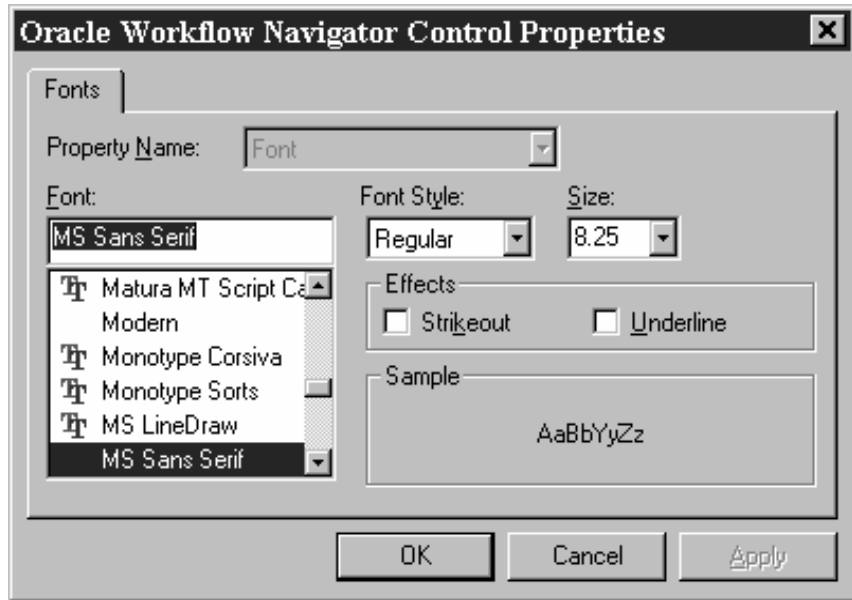 Oracle Workflow Navigator Control Properties
Fonts
Property Name: Font
Font: Font Style: Size:
MS Sans Serif Regular 8.25
Matura MT Script Ca
Modern
Monotype Corsiva
Monotype Sorts
MS LineDraw
MS Sans Serif
Effects
Strikeout Underline
Sample
AaBbYyZz
OK Cancel Apply